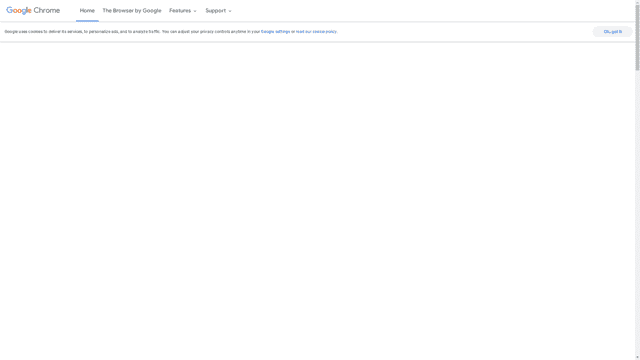 Google Chrome
Home
The Browser by Google
Features
Support
Google uses cookies to deliver its services, to personalize ads, and to analyze traffic. You can adjust your privacy controls anytime in your Google settings or read our cookie policy.
Ok, got it